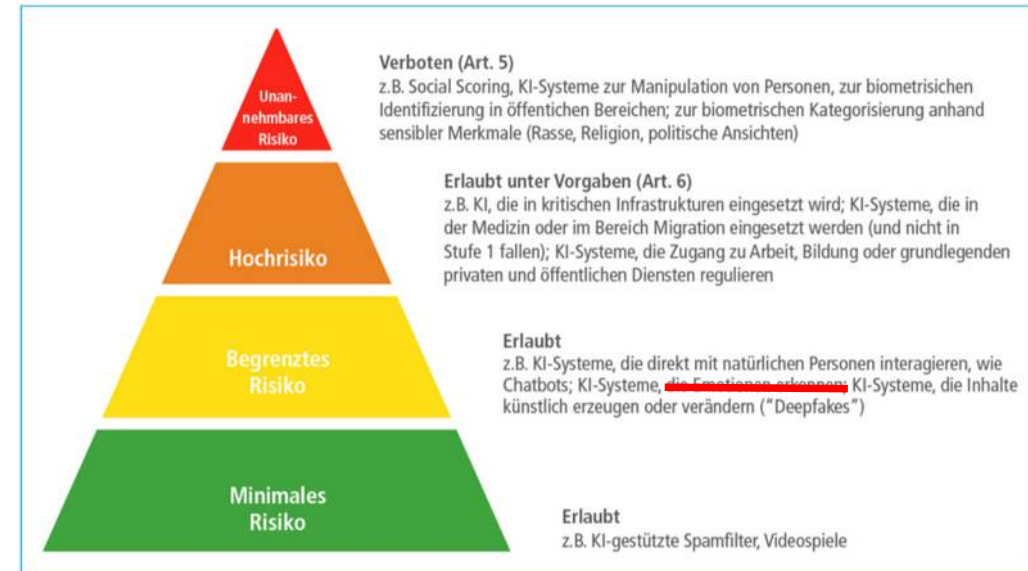 Unan-
nehmbares
Risiko
Verboten (Art. 5)
z.B. Social Scoring, KI-Systeme zur Manipulation von Personen, zur biometrisichen
Identifizierung in öffentichen Bereichen; zur biometrischen Kategorisierung anhand
sensibler Merkmale (Rasse, Religion, politische Ansichten)
Hochrisiko
Erlaubt unter Vorgaben (Art. 6)
z.B. KI, die in kritischen Infrastrukturen eingesetzt wird; KI-Systeme, die in
der Medizin oder im Bereich Migration eingesetzt werden (und nicht in
Stufe 1 fallen); KI-Systeme, die Zugang zu Arbeit, Bildung oder grundlegenden
privaten und öffentlichen Diensten regulieren
Begrenztes
Risiko
Erlaubt
z.B. KI-Systeme, die direkt mit natürlichen Personen interagieren, wie
Chatbots; KI-Systeme, die Emotionen erkennen; KI-Systeme, die Inhalte
künstlich erzeugen oder verändern ("Deepfakes")
Minimales
Risiko
Erlaubt
z.B. KI-gestützte Spamfilter, Videospiele